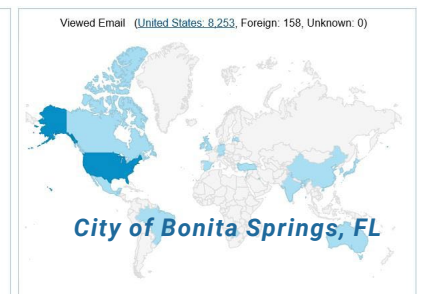 Viewed Email (United States: 8,253, Foreign: 158, Unknown: 0)
City of Bonita Springs, FL